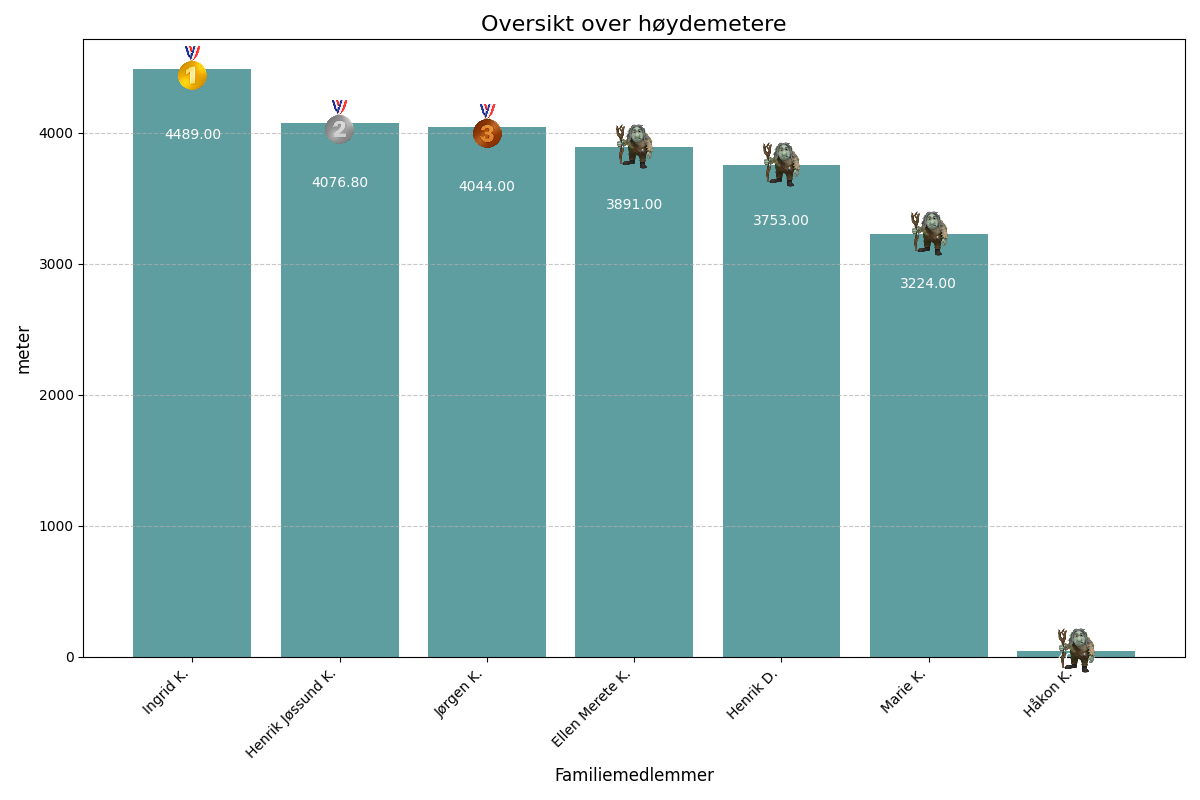 Oversikt over høydemetere
1
2
3
4489.00
4076.80
4044.00
3891.00
3753.00
3224.00
4000
3000
2000
1000
0
meter
Ingrid K.
Henrik Jøssund K.
Jørgen K.
Ellen Merete K.
Henrik D.
Marie K.
Håkon K.
Familiemedlemmer